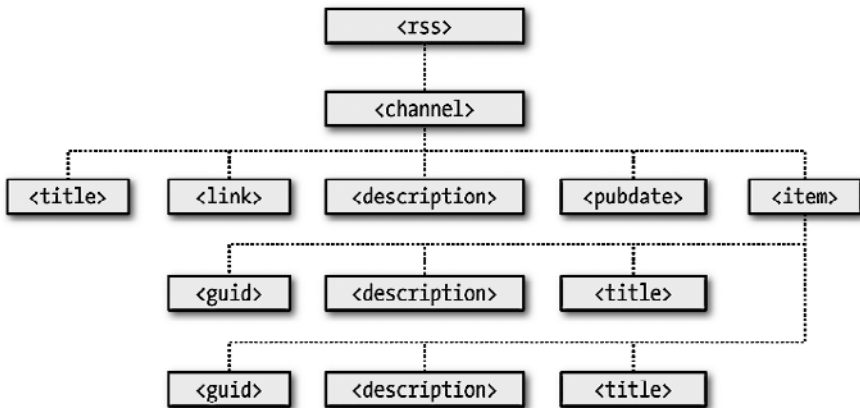 <rss>
<channel>
<title> <link> <description> <pubdate> <item>
<guid> <description> <title>
<guid> <description> <title>